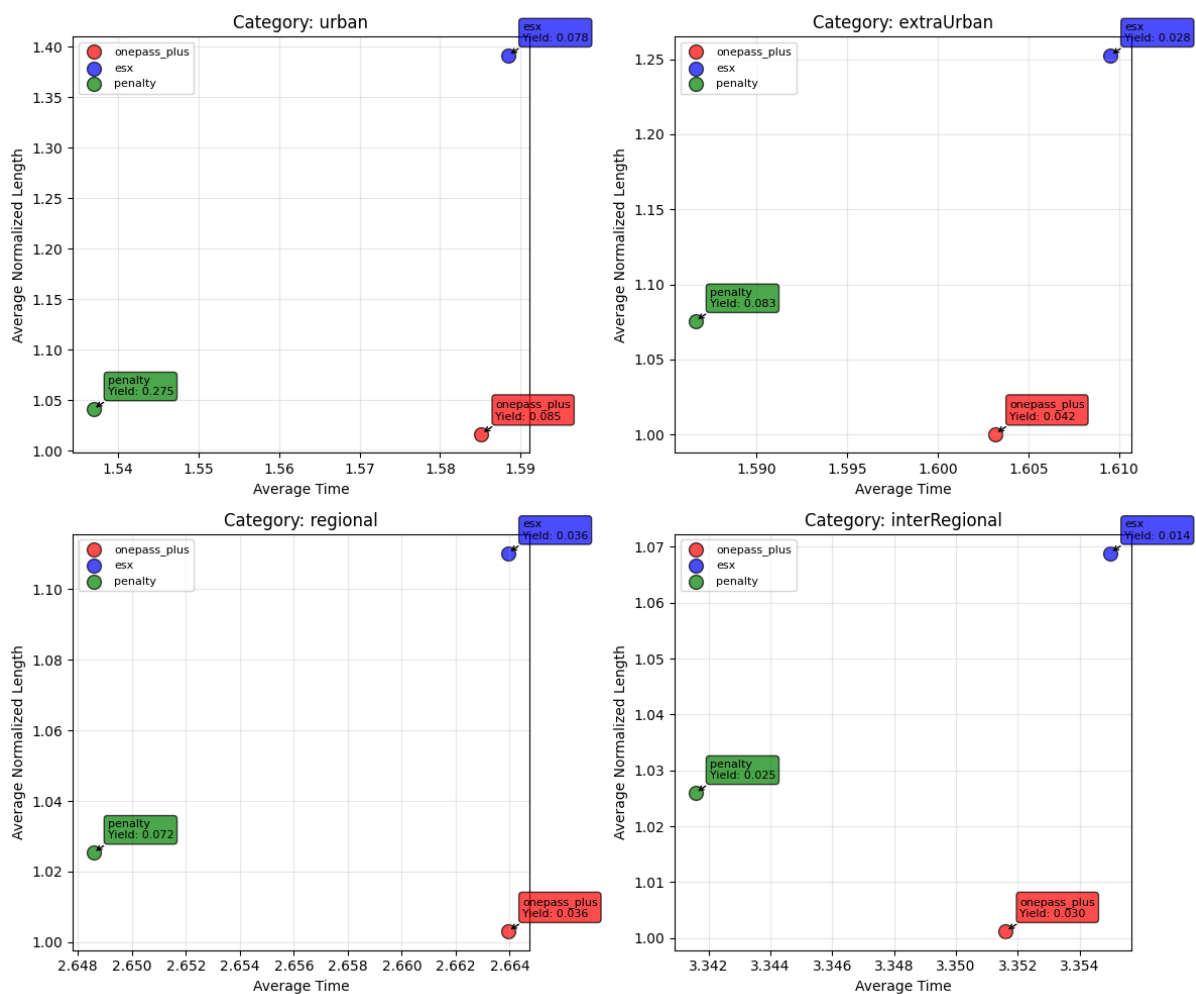 Category: urban
esx
Yield: 0.078
onepass_plus
esx
penalty
penalty
Yield: 0.275
onepass_plus
Yield: 0.085
1.40
1.35
1.30
1.25
1.20
1.15
1.10
1.05
1.00
Average Normalized Length
1.54 1.55 1.56 1.57 1.58 1.59
Average Time
Category: extraUrban
esx
Yield: 0.028
onepass_plus
esx
penalty
penalty
Yield: 0.083
onepass_plus
Yield: 0.042
1.25
1.20
1.15
1.10
1.05
1.00
Average Normalized Length
1.590 1.595 1.600 1.605 1.610
Average Time
Category: regional
esx
Yield: 0.036
onepass_plus
esx
penalty
penalty
Yield: 0.072
onepass_plus
Yield: 0.036
1.10
1.08
1.06
1.04
1.02
1.00
Average Normalized Length
2.648 2.650 2.652 2.654 2.656 2.658 2.660 2.662 2.664
Average Time
Category: interRegional
esx
Yield: 0.014
onepass_plus
esx
penalty
penalty
Yield: 0.025
onepass_plus
Yield: 0.030
1.07
1.06
1.05
1.04
1.03
1.02
1.01
1.00
Average Normalized Length
3.342 3.344 3.346 3.348 3.350 3.352 3.354
Average Time